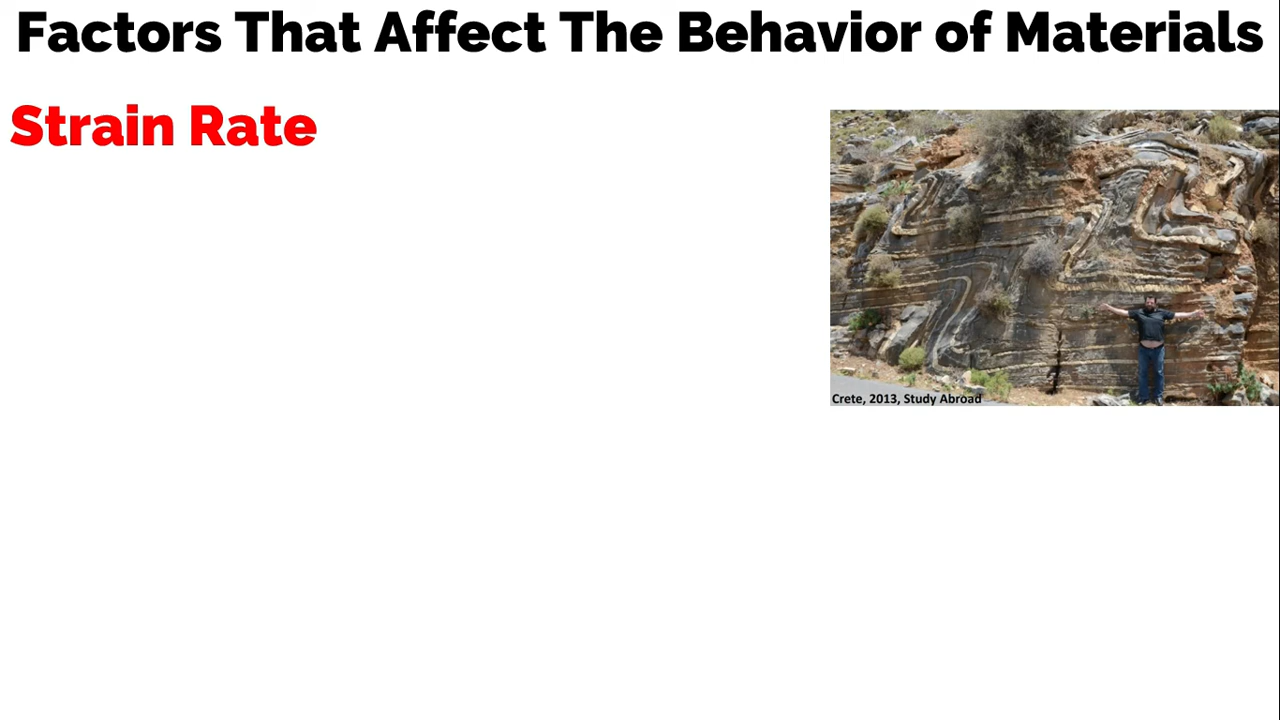 Factors That Affect The Behavior of Materials
Strain Rate
Crete, 2013, Study Abroad